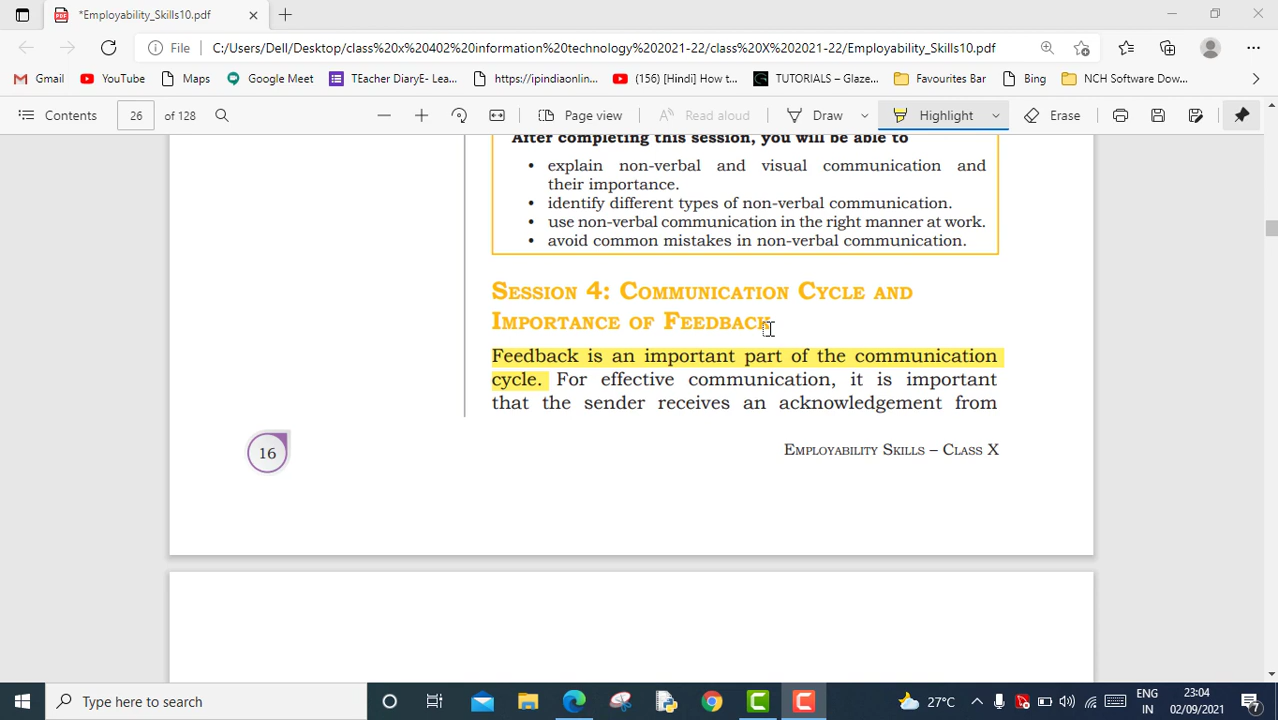 *Employability_Skills10.pdf
File
C:/Users/Dell/Desktop/class%20x%20402%20information%20technology%202021-22/class%20X%202021-22/Employability_Skills10.pdf
Gmail
YouTube
Maps
Google Meet
TEacher DiaryE- Lea...
https://ipindiaonlin...
(156) [Hindi] How t...
TUTORIALS – Glaze...
Favourites Bar
Bing
NCH Software Dow...
Contents
26
of 128
Page view
Read aloud
Draw
Highlight
Erase
After completing this session, you will be able to
• explain non-verbal and visual communication and
their importance.
• identify different types of non-verbal communication.
• use non-verbal communication in the right manner at work.
• avoid common mistakes in non-verbal communication.
Session 4: Communication Cycle and
Importance of Feedback
Feedback is an important part of the communication
cycle. For effective communication, it is important
that the sender receives an acknowledgement from
16
Employability Skills – Class X
Type here to search
27°C
ENG
IN
23:04
02/09/2021
7